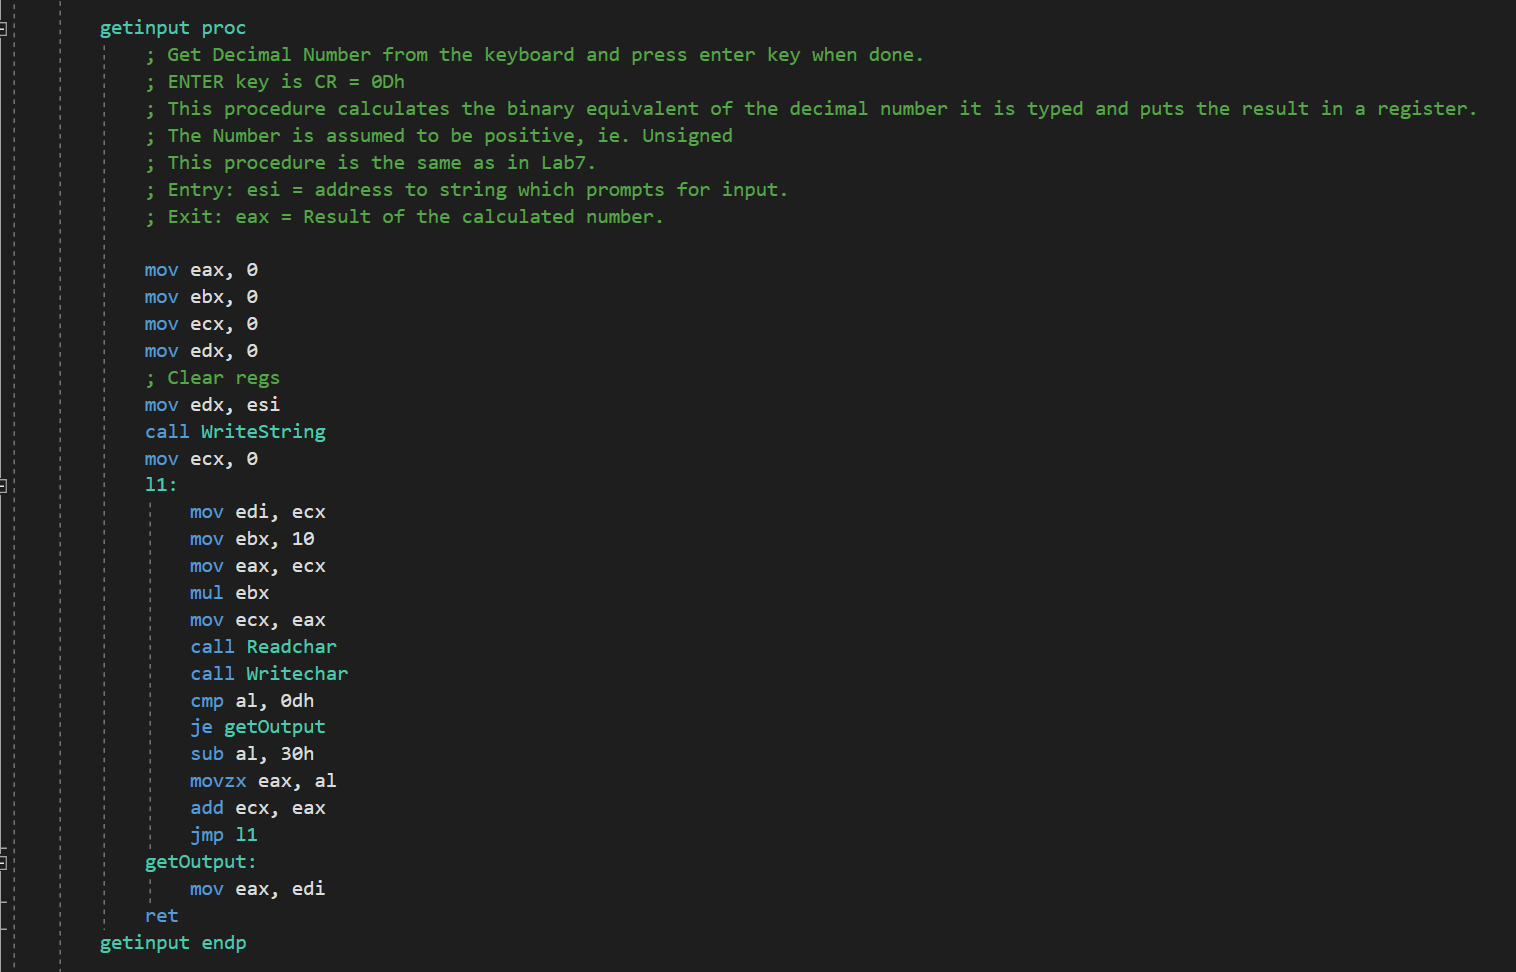 getinput proc
; Get Decimal Number from the keyboard and press enter key when done.
; ENTER key is CR = 0Dh
; This procedure calculates the binary equivalent of the decimal number it is typed and puts the result in a register.
; The Number is assumed to be positive, ie. Unsigned
; This procedure is the same as in Lab7.
; Entry: esi = address to string which prompts for input.
; Exit: eax = Result of the calculated number.
mov eax, 0
mov ebx, 0
mov ecx, 0
mov edx, 0
; Clear regs
mov edx, esi
call WriteString
mov ecx, 0
l1:
mov edi, ecx
mov ebx, 10
mov eax, ecx
mul ebx
mov ecx, eax
call Readchar
call Writechar
cmp al, 0dh
je getOutput
sub al, 30h
movzx eax, al
add ecx, eax
jmp l1
getOutput:
mov eax, edi
ret
getinput endp